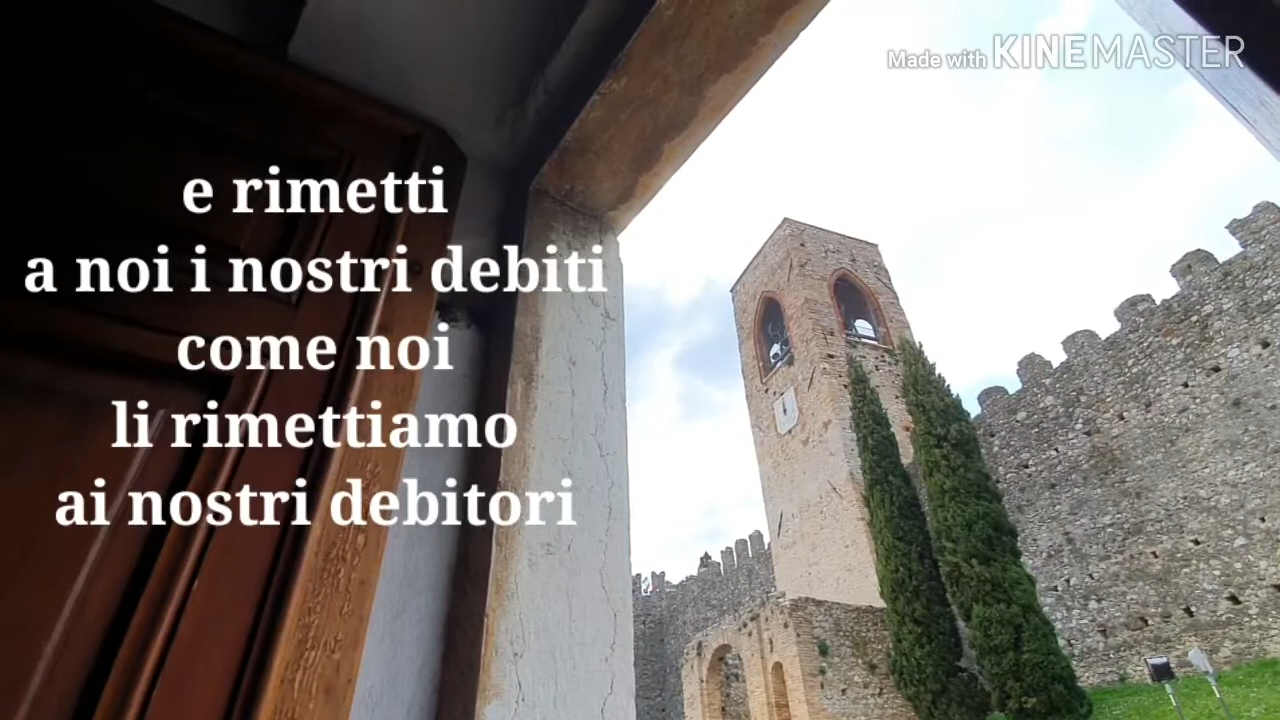 Made with KINEMASTER
e rimetti
a noi i nostri debiti
come noi
li rimettiamo
ai nostri debitori